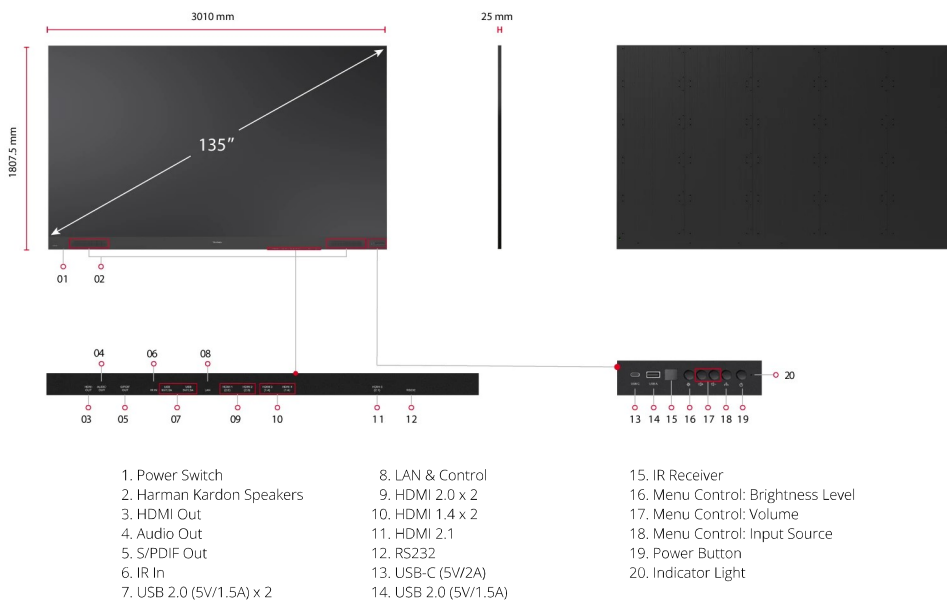 3010 mm
25 mm
1807.5 mm
135”
01
02
04
06
08
03
05
07
09
10
11
12
20
13 14 15 16 17 18 19
1. Power Switch
2. Harman Kardon Speakers
3. HDMI Out
4. Audio Out
5. S/PDIF Out
6. IR In
7. USB 2.0 (5V/1.5A) x 2
8. LAN & Control
9. HDMI 2.0 x 2
10. HDMI 1.4 x 2
11. HDMI 2.1
12. RS232
13. USB-C (5V/2A)
14. USB 2.0 (5V/1.5A)
15. IR Receiver
16. Menu Control: Brightness Level
17. Menu Control: Volume
18. Menu Control: Input Source
19. Power Button
20. Indicator Light